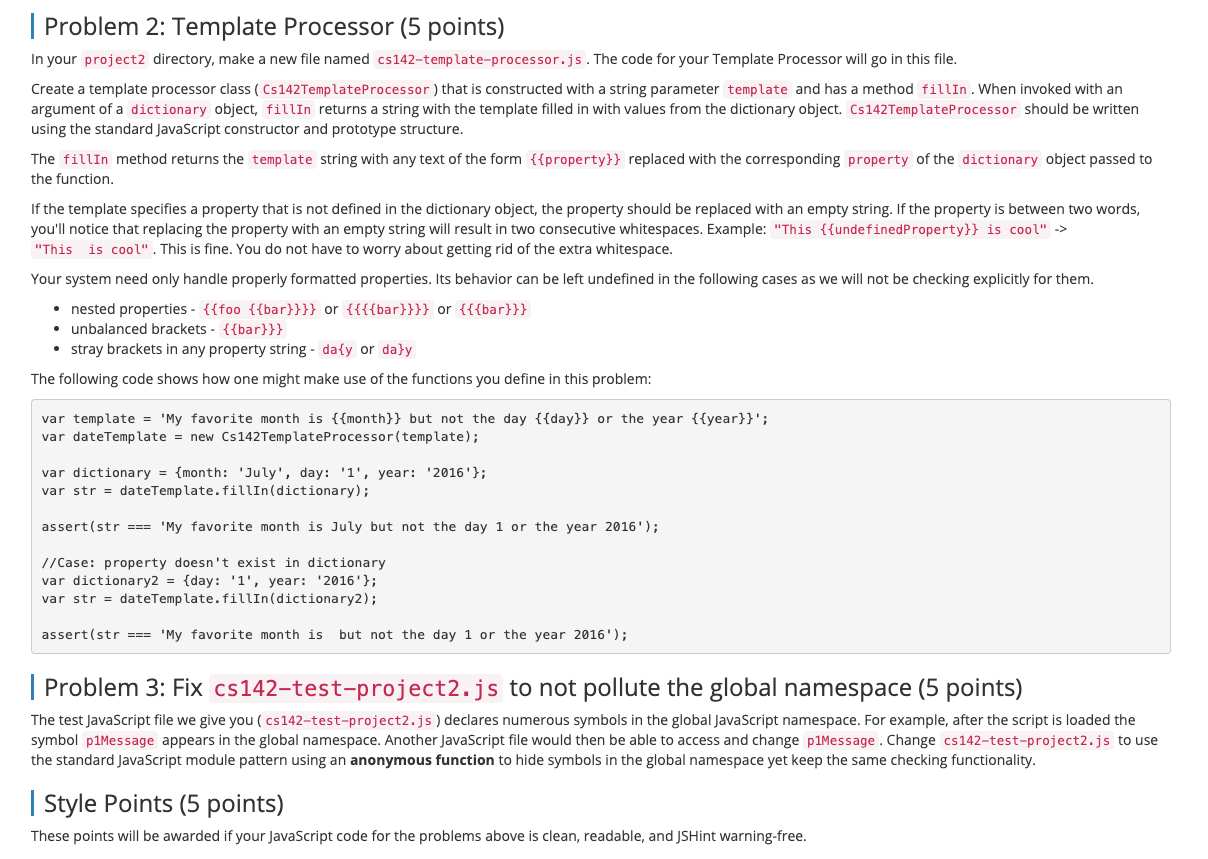 Problem 2: Template Processor (5 points)
In your project2 directory, make a new file named cs142-template-processor.js. The code for your Template Processor will go in this file.
Create a template processor class (Cs142TemplateProcessor) that is constructed with a string parameter template and has a method fillIn. When invoked with an
argument of a dictionary object, fillIn returns a string with the template filled in with values from the dictionary object. Cs142TemplateProcessor should be written
using the standard JavaScript constructor and prototype structure.
The fillIn method returns the template string with any text of the form {{property}} replaced with the corresponding property of the dictionary object passed to
the function.
If the template specifies a property that is not defined in the dictionary object, the property should be replaced with an empty string. If the property is between two words,
you'll notice that replacing the property with an empty string will result in two consecutive whitespaces. Example: "This {{undefinedProperty}} is cool" ->
"This  is cool". This is fine. You do not have to worry about getting rid of the extra whitespace.
Your system need only handle properly formatted properties. Its behavior can be left undefined in the following cases as we will not be checking explicitly for them.
• nested properties - {{foo {{bar}}}} or {{{{bar}}}} or {{{bar}}}
• unbalanced brackets - {{bar}}}
• stray brackets in any property string - da{y or da}y
The following code shows how one might make use of the functions you define in this problem:
var template = 'My favorite month is {{month}} but not the day {{day}} or the year {{year}}';
var dateTemplate = new Cs142TemplateProcessor(template);
var dictionary = {month: 'July', day: '1', year: '2016'};
var str = dateTemplate.fillIn(dictionary);
assert(str === 'My favorite month is July but not the day 1 or the year 2016');
//Case: property doesn't exist in dictionary
var dictionary2 = {day: '1', year: '2016'};
var str = dateTemplate.fillIn(dictionary2);
assert(str === 'My favorite month is  but not the day 1 or the year 2016');
Problem 3: Fix cs142-test-project2.js to not pollute the global namespace (5 points)
The test JavaScript file we give you (cs142-test-project2.js) declares numerous symbols in the global JavaScript namespace. For example, after the script is loaded the
symbol p1Message appears in the global namespace. Another JavaScript file would then be able to access and change p1Message. Change cs142-test-project2.js to use
the standard JavaScript module pattern using an anonymous function to hide symbols in the global namespace yet keep the same checking functionality.
Style Points (5 points)
These points will be awarded if your JavaScript code for the problems above is clean, readable, and JSHint warning-free.